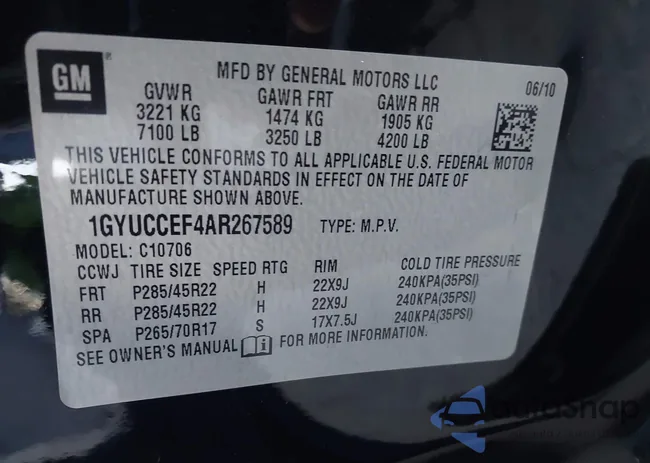 GM
MFD BY GENERAL MOTORS LLC
06/10
GVWR GAWR FRT GAWR RR
3221 KG 1474 KG 1905 KG
7100 LB 3250 LB 4200 LB
THIS VEHICLE CONFORMS TO ALL APPLICABLE U.S. FEDERAL MOTOR
VEHICLE SAFETY STANDARDS IN EFFECT ON THE DATE OF
MANUFACTURE SHOWN ABOVE.
1GYUCCEF4AR267589 TYPE: M.P.V.
MODEL: C10706
CCWJ TIRE SIZE SPEED RTG RIM COLD TIRE PRESSURE
FRT P285/45R22 H 22X9J 240KPA(35PSI)
RR P285/45R22 H 22X9J 240KPA(35PSI)
SPA P265/70R17 S 17X7.5J 240KPA(35PSI)
SEE OWNER'S MANUAL FOR MORE INFORMATION.